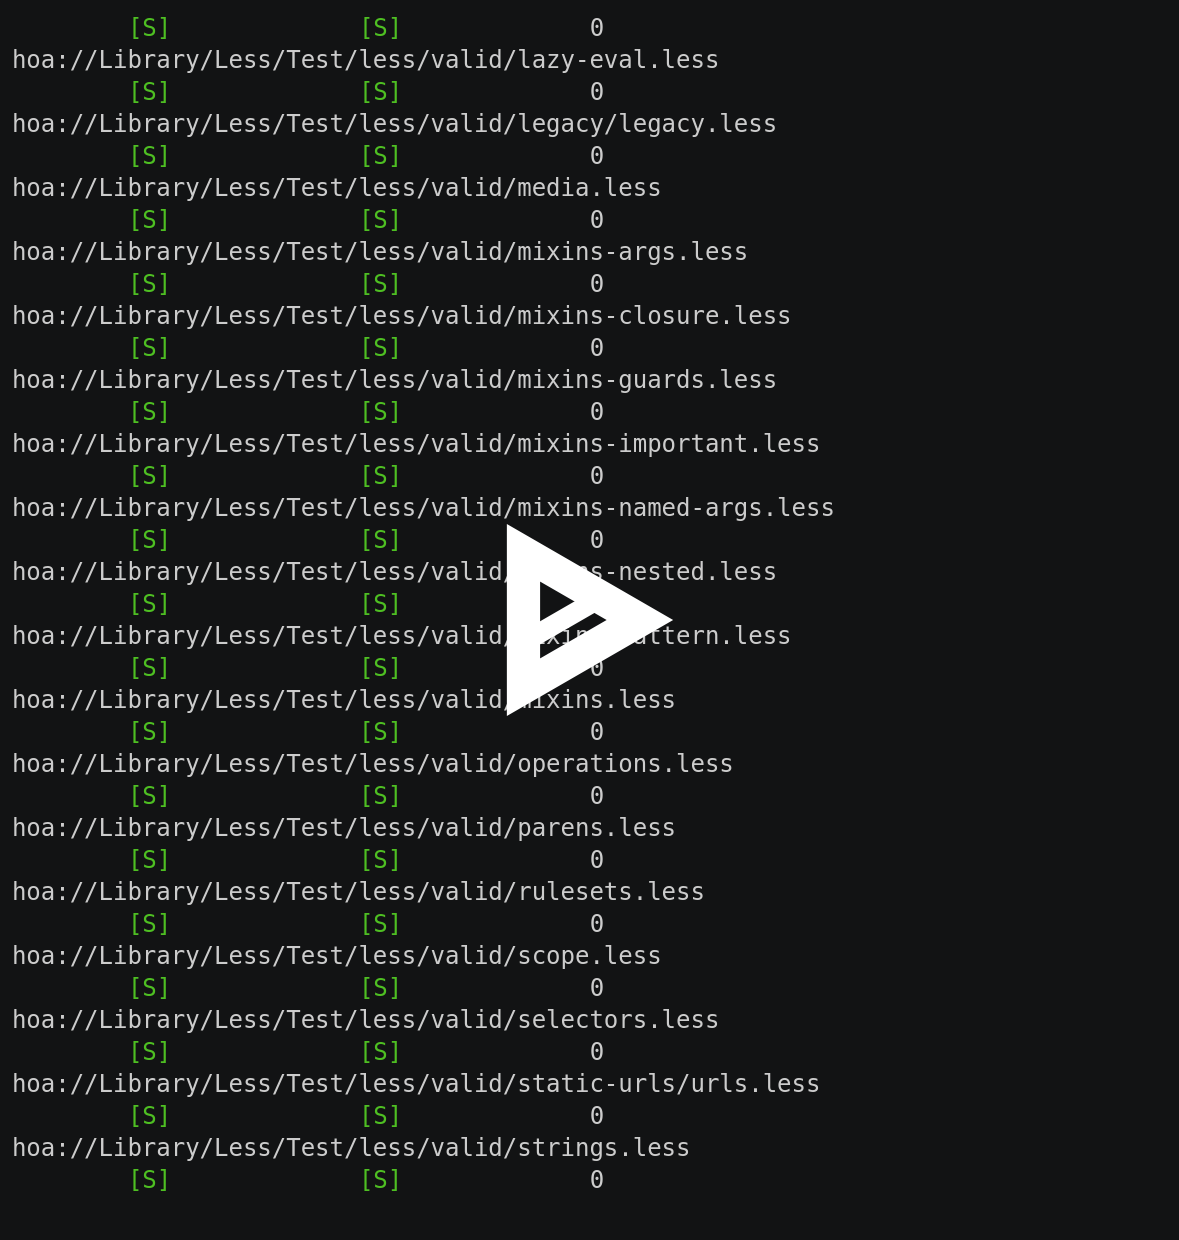 [S] [S] 0
hoa://Library/Less/Test/less/valid/lazy-eval.less
[S] [S] 0
hoa://Library/Less/Test/less/valid/legacy/legacy.less
[S] [S] 0
hoa://Library/Less/Test/less/valid/media.less
[S] [S] 0
hoa://Library/Less/Test/less/valid/mixins-args.less
[S] [S] 0
hoa://Library/Less/Test/less/valid/mixins-closure.less
[S] [S] 0
hoa://Library/Less/Test/less/valid/mixins-guards.less
[S] [S] 0
hoa://Library/Less/Test/less/valid/mixins-important.less
[S] [S] 0
hoa://Library/Less/Test/less/valid/mixins-named-args.less
[S] [S] 0
hoa://Library/Less/Test/less/valid/ s-nested.less
[S] [S]
hoa://Library/Less/Test/less/valid/mixin ttern.less
[S] [S] 0
hoa://Library/Less/Test/less/valid/mixins.less
[S] [S] 0
hoa://Library/Less/Test/less/valid/operations.less
[S] [S] 0
hoa://Library/Less/Test/less/valid/parens.less
[S] [S] 0
hoa://Library/Less/Test/less/valid/rulesets.less
[S] [S] 0
hoa://Library/Less/Test/less/valid/scope.less
[S] [S] 0
hoa://Library/Less/Test/less/valid/selectors.less
[S] [S] 0
hoa://Library/Less/Test/less/valid/static-urls/urls.less
[S] [S] 0
hoa://Library/Less/Test/less/valid/strings.less
[S] [S] 0